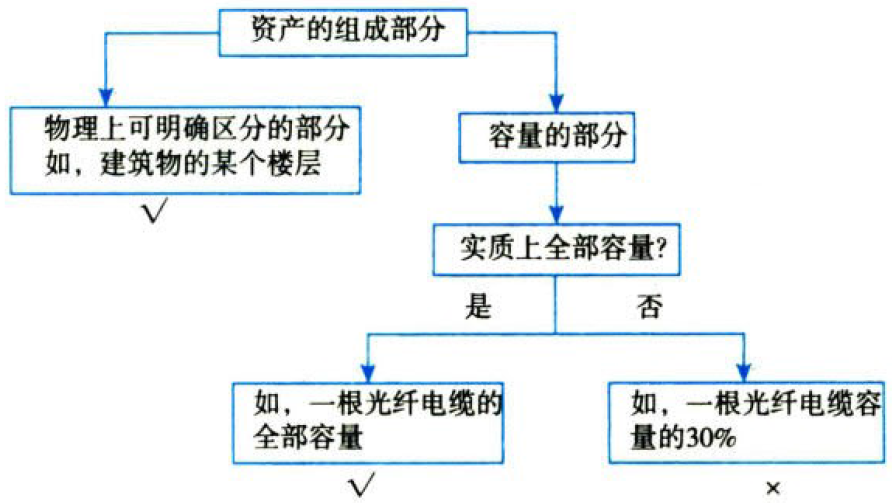 资产的组成部分
物理上可明确区分的部分
如，建筑物的某个楼层
√
容量的部分
实质上全部容量？
是
否
如，一根光纤电缆的
全部容量
√
如，一根光纤电缆容
量的30%
×